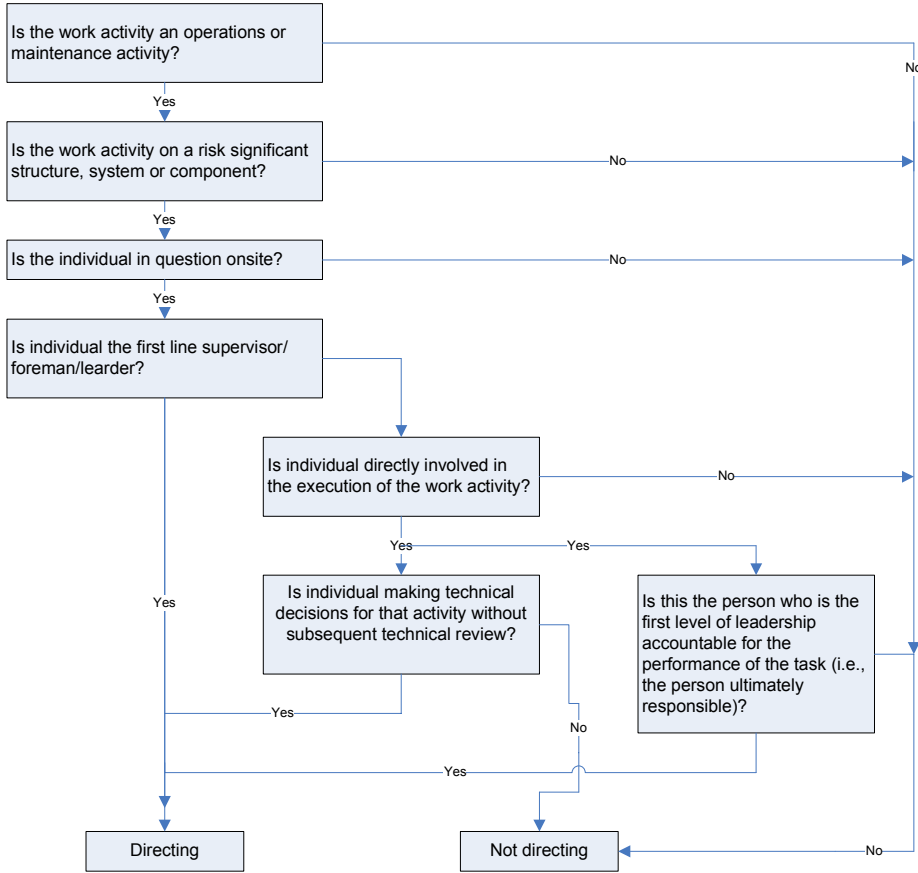 Is the work activity an operations or
maintenance activity?
No
Yes
Is the work activity on a risk significant
structure, system or component?
No
Yes
Is the individual in question onsite?
No
Yes
Is individual the first line supervisor/
foreman/learder?
Is individual directly involved in
the execution of the work activity?
No
Yes
Yes
Is individual making technical
decisions for that activity without
subsequent technical review?
Is this the person who is the
first level of leadership
accountable for the
performance of the task (i.e.,
the person ultimately
responsible)?
Yes
Yes
No
Yes
Directing
Not directing
No